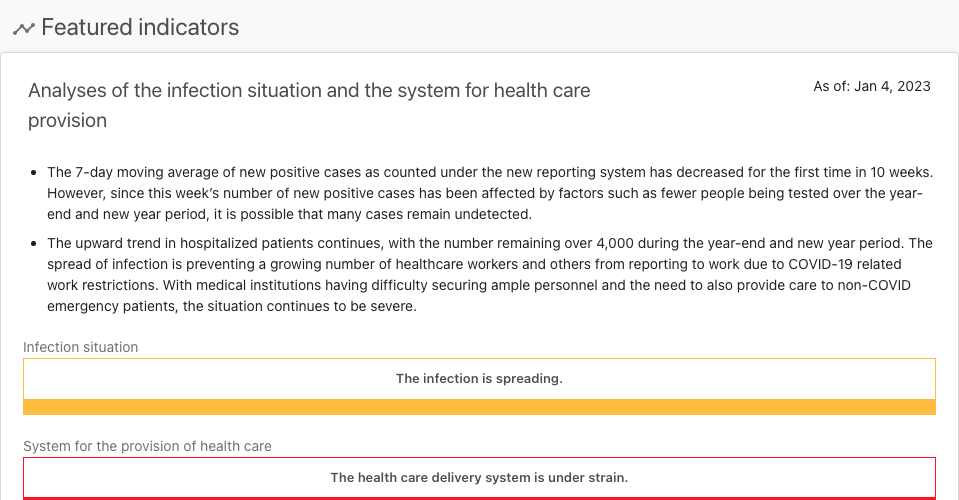 Featured indicators
Analyses of the infection situation and the system for health care
provision
As of: Jan 4, 2023
The 7-day moving average of new positive cases as counted under the new reporting system has decreased for the first time in 10 weeks.
However, since this week’s number of new positive cases has been affected by factors such as fewer people being tested over the year-
end and new year period, it is possible that many cases remain undetected.
The upward trend in hospitalized patients continues, with the number remaining over 4,000 during the year-end and new year period. The
spread of infection is preventing a growing number of healthcare workers and others from reporting to work due to COVID-19 related
work restrictions. With medical institutions having difficulty securing ample personnel and the need to also provide care to non-COVID
emergency patients, the situation continues to be severe.
Infection situation
The infection is spreading.
System for the provision of health care
The health care delivery system is under strain.